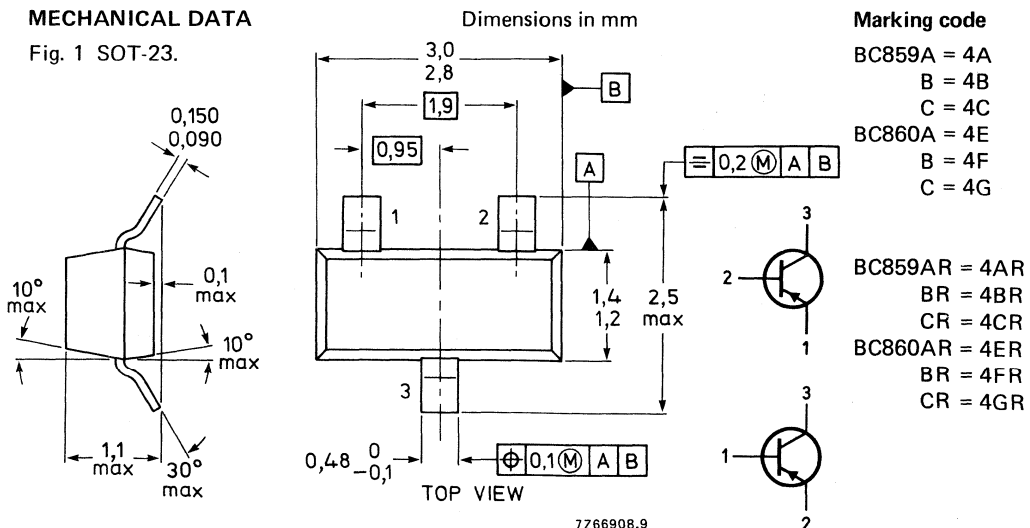 MECHANICAL DATA
Fig. 1 SOT-23.
Dimensions in mm
0,150
0,090
10°
max
0,1
max
10°
max
1,1
max
30°
max
3,0
2,8
1,9
0,95
B
A
1
2
3
1,4
1,2
2,5
max
⌯ 0,2 Ⓜ A B
0,48 0
−0,1
⌖ 0,1 Ⓜ A B
TOP VIEW
7766908.9
Marking code
BC859A = 4A
B = 4B
C = 4C
BC860A = 4E
B = 4F
C = 4G
3
2
1
BC859AR = 4AR
BR = 4BR
CR = 4CR
BC860AR = 4ER
BR = 4FR
CR = 4GR
3
1
2